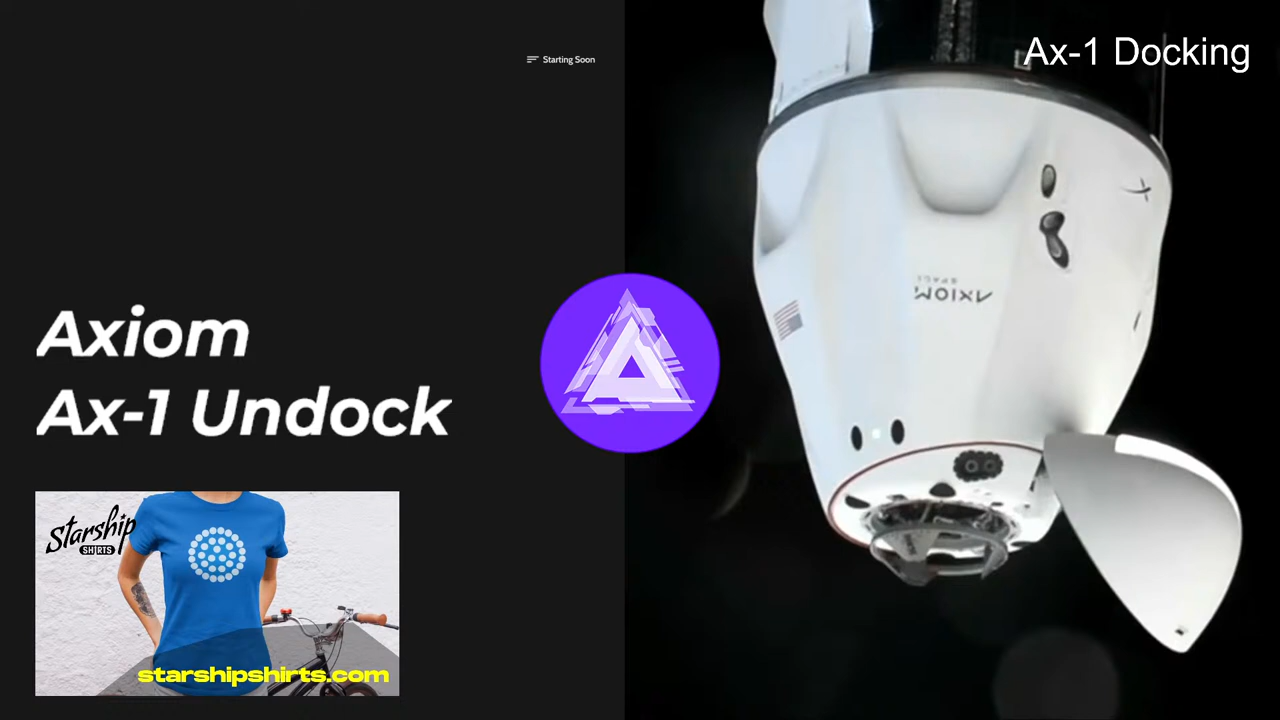 Starting Soon
Ax-1 Docking
AXIOM
SPACE
Axiom
Ax-1 Undock
Starship
SHIRTS
starshipshirts.com